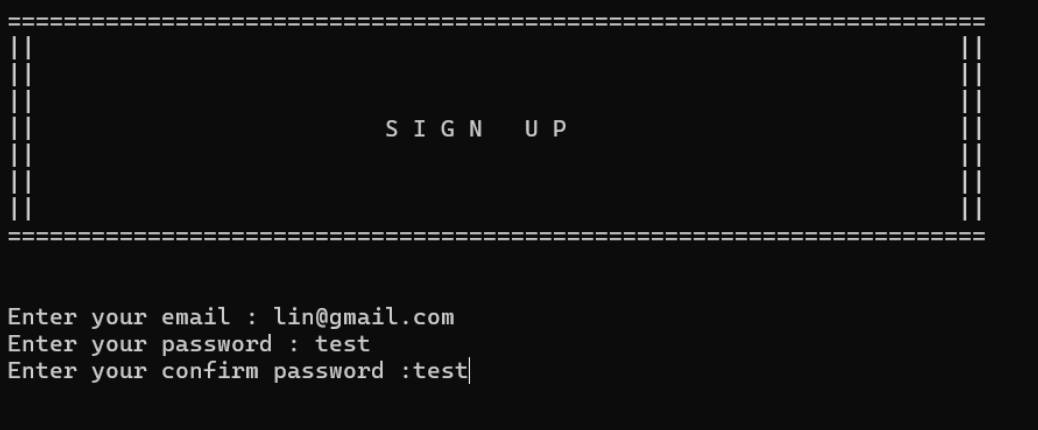 ======================================================================
|| ||
|| ||
|| ||
|| S I G N   U P ||
|| ||
|| ||
|| ||
======================================================================
Enter your email : lin@gmail.com
Enter your password : test
Enter your confirm password :test